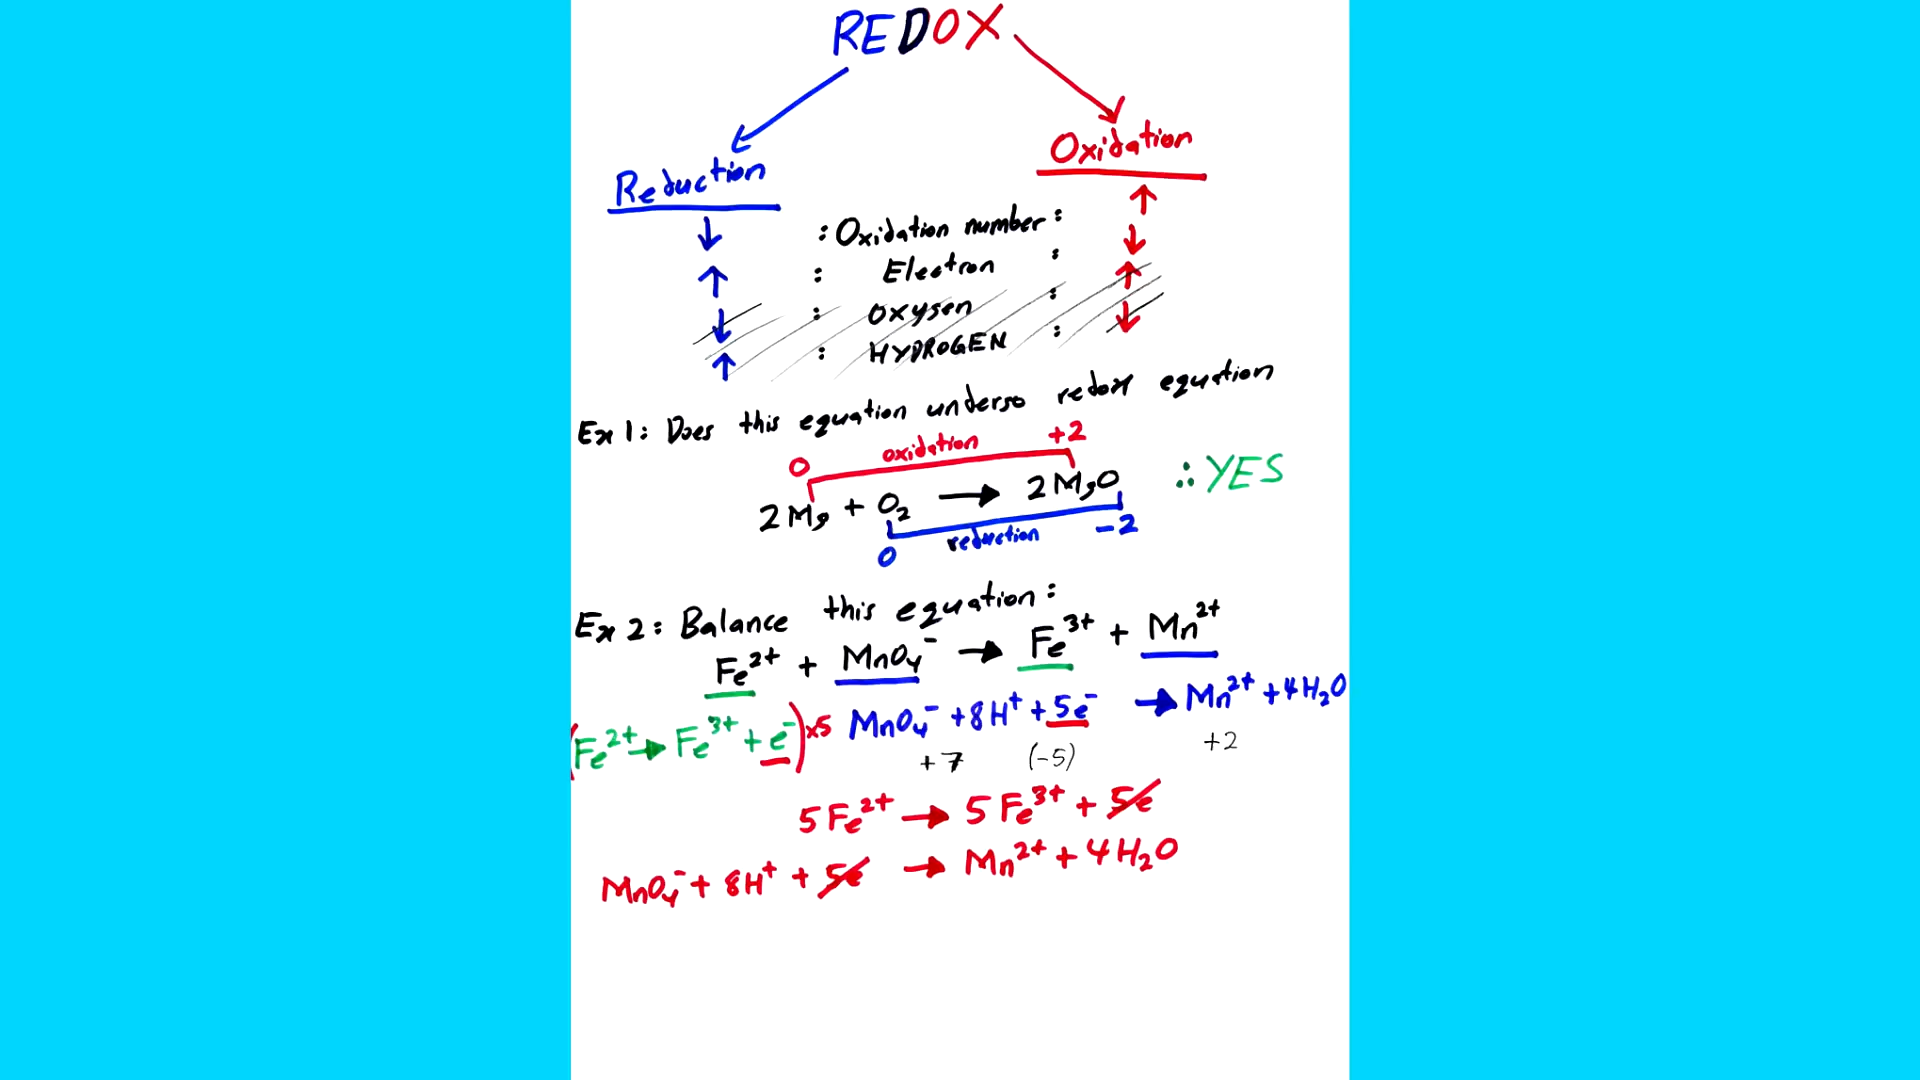 REDOX
Reduction
Oxidation
↓ : Oxidation number : ↑
↑ : Electron : ↓
↓ : Oxygen : ↑
↑ : HYDROGEN : ↓
Ex 1: Does this equation undergo redox equation
0 oxidation +2
2Mg + O₂ → 2MgO ∴ YES
0 reduction -2
Ex 2: Balance this equation:
Fe²⁺ + MnO₄⁻ → Fe³⁺ + Mn²⁺
(Fe²⁺ → Fe³⁺ + e⁻) x5
MnO₄⁻ + 8H⁺ + 5e⁻ → Mn²⁺ + 4H₂O
+7 (-5) +2
5Fe²⁺ → 5Fe³⁺ + 5e
MnO₄⁻ + 8H⁺ + 5e → Mn²⁺ + 4H₂O